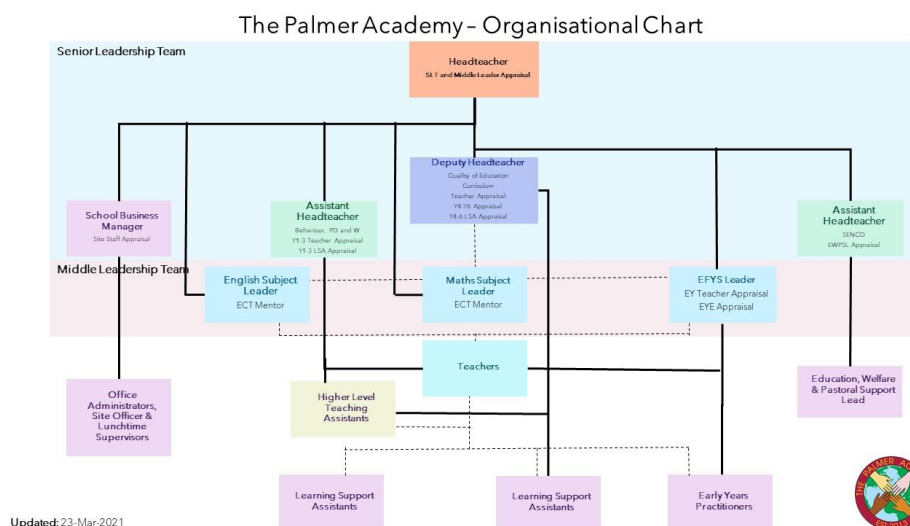 The Palmer Academy – Organisational Chart
Senior Leadership Team
Headteacher
SLT and Middle Leader Appraisal
Deputy Headteacher
Quality of Education
Curriculum
Teacher Appraisal
Y4-Y6 Appraisal
Y4-6 LSA Appraisal
School Business
Manager
Site Staff Appraisal
Assistant
Headteacher
Behaviour, PD and W
Y1-3 Teacher Appraisal
Y1-3 LSA Appraisal
Assistant
Headteacher
SENCO
EWPSL Appraisal
Middle Leadership Team
English Subject
Leader
ECT Mentor
Maths Subject
Leader
ECT Mentor
EFYS Leader
EY Teacher Appraisal
EYE Appraisal
Teachers
Office
Administrators,
Site Officer &
Lunchtime
Supervisors
Higher Level
Teaching
Assistants
Education, Welfare
& Pastoral Support
Lead
Learning Support
Assistants
Learning Support
Assistants
Early Years
Practitioners
THE PALMER
Updated: 23-Mar-2021